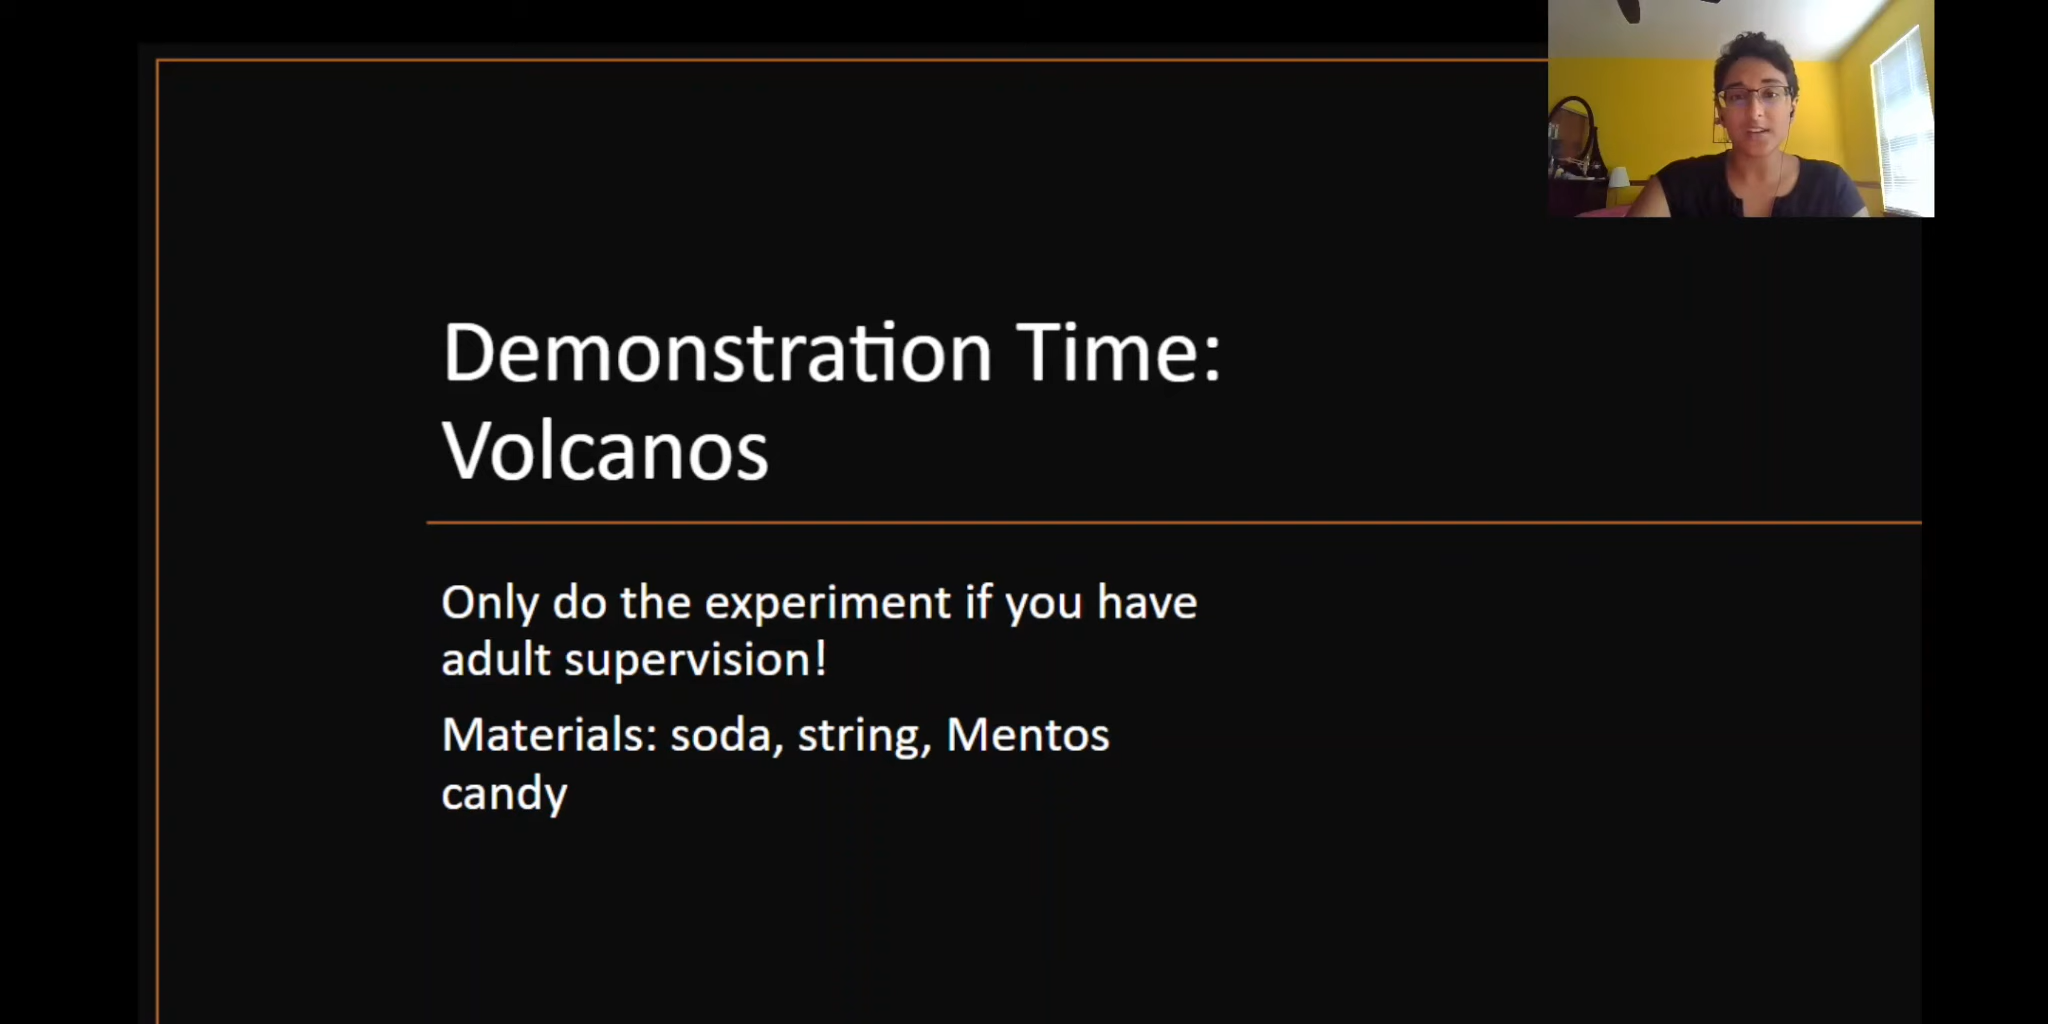 Demonstration Time:
Volcanos
Only do the experiment if you have
adult supervision!
Materials: soda, string, Mentos
candy